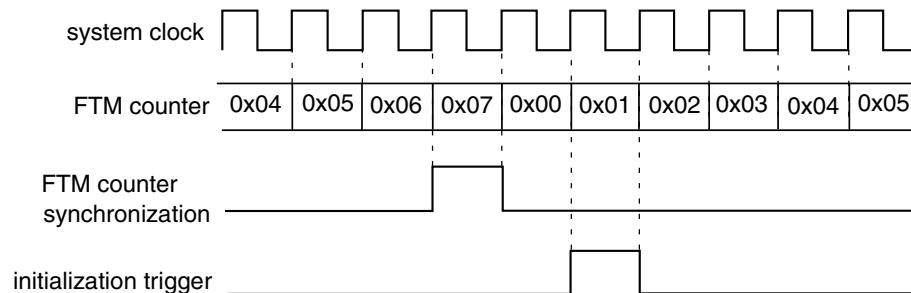 system clock
FTM counter 0x04 0x05 0x06 0x07 0x00 0x01 0x02 0x03 0x04 0x05
FTM counter
synchronization
initialization trigger